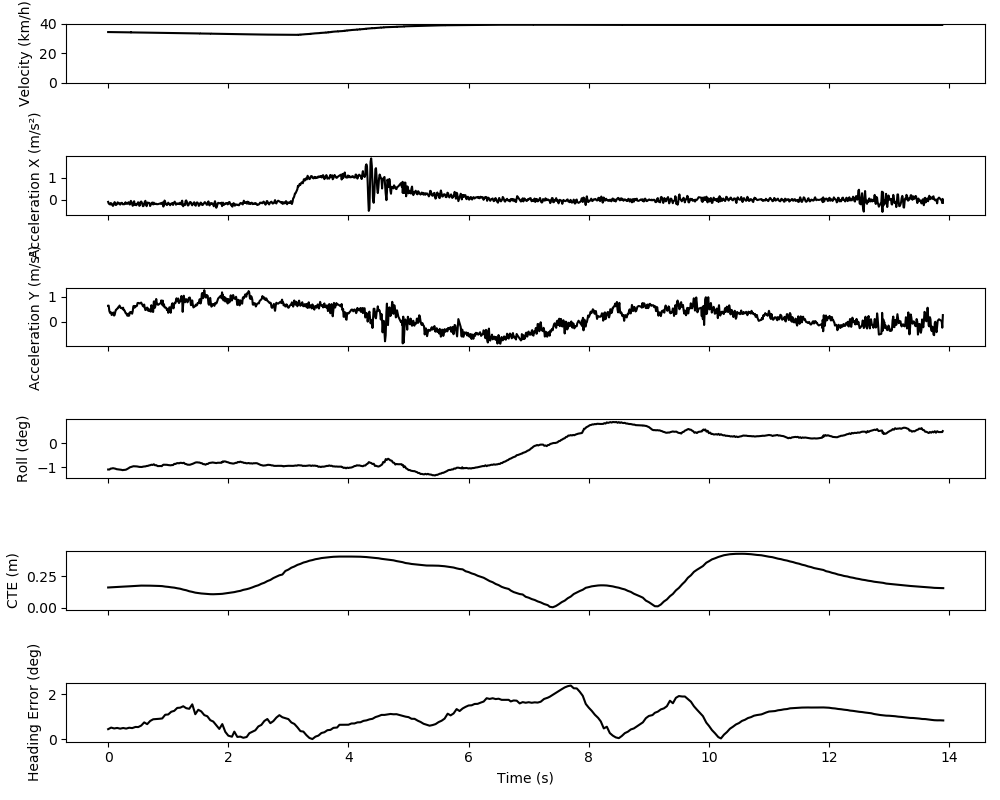 Velocity (km/h)
40
20
0
Acceleration X (m/s²)
1
0
Acceleration Y (m/s²)
1
0
Roll (deg)
0
−1
CTE (m)
0.25
0.00
Heading Error (deg)
2
0
0 2 4 6 8 10 12 14
Time (s)